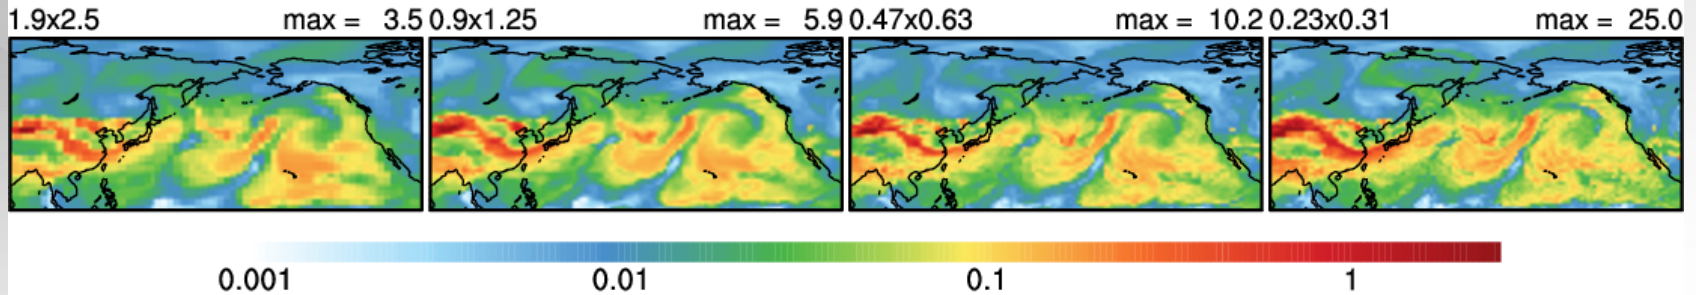 1.9x2.5 max = 3.5 0.9x1.25 max = 5.9 0.47x0.63 max = 10.2 0.23x0.31 max = 25.0
0.001 0.01 0.1 1